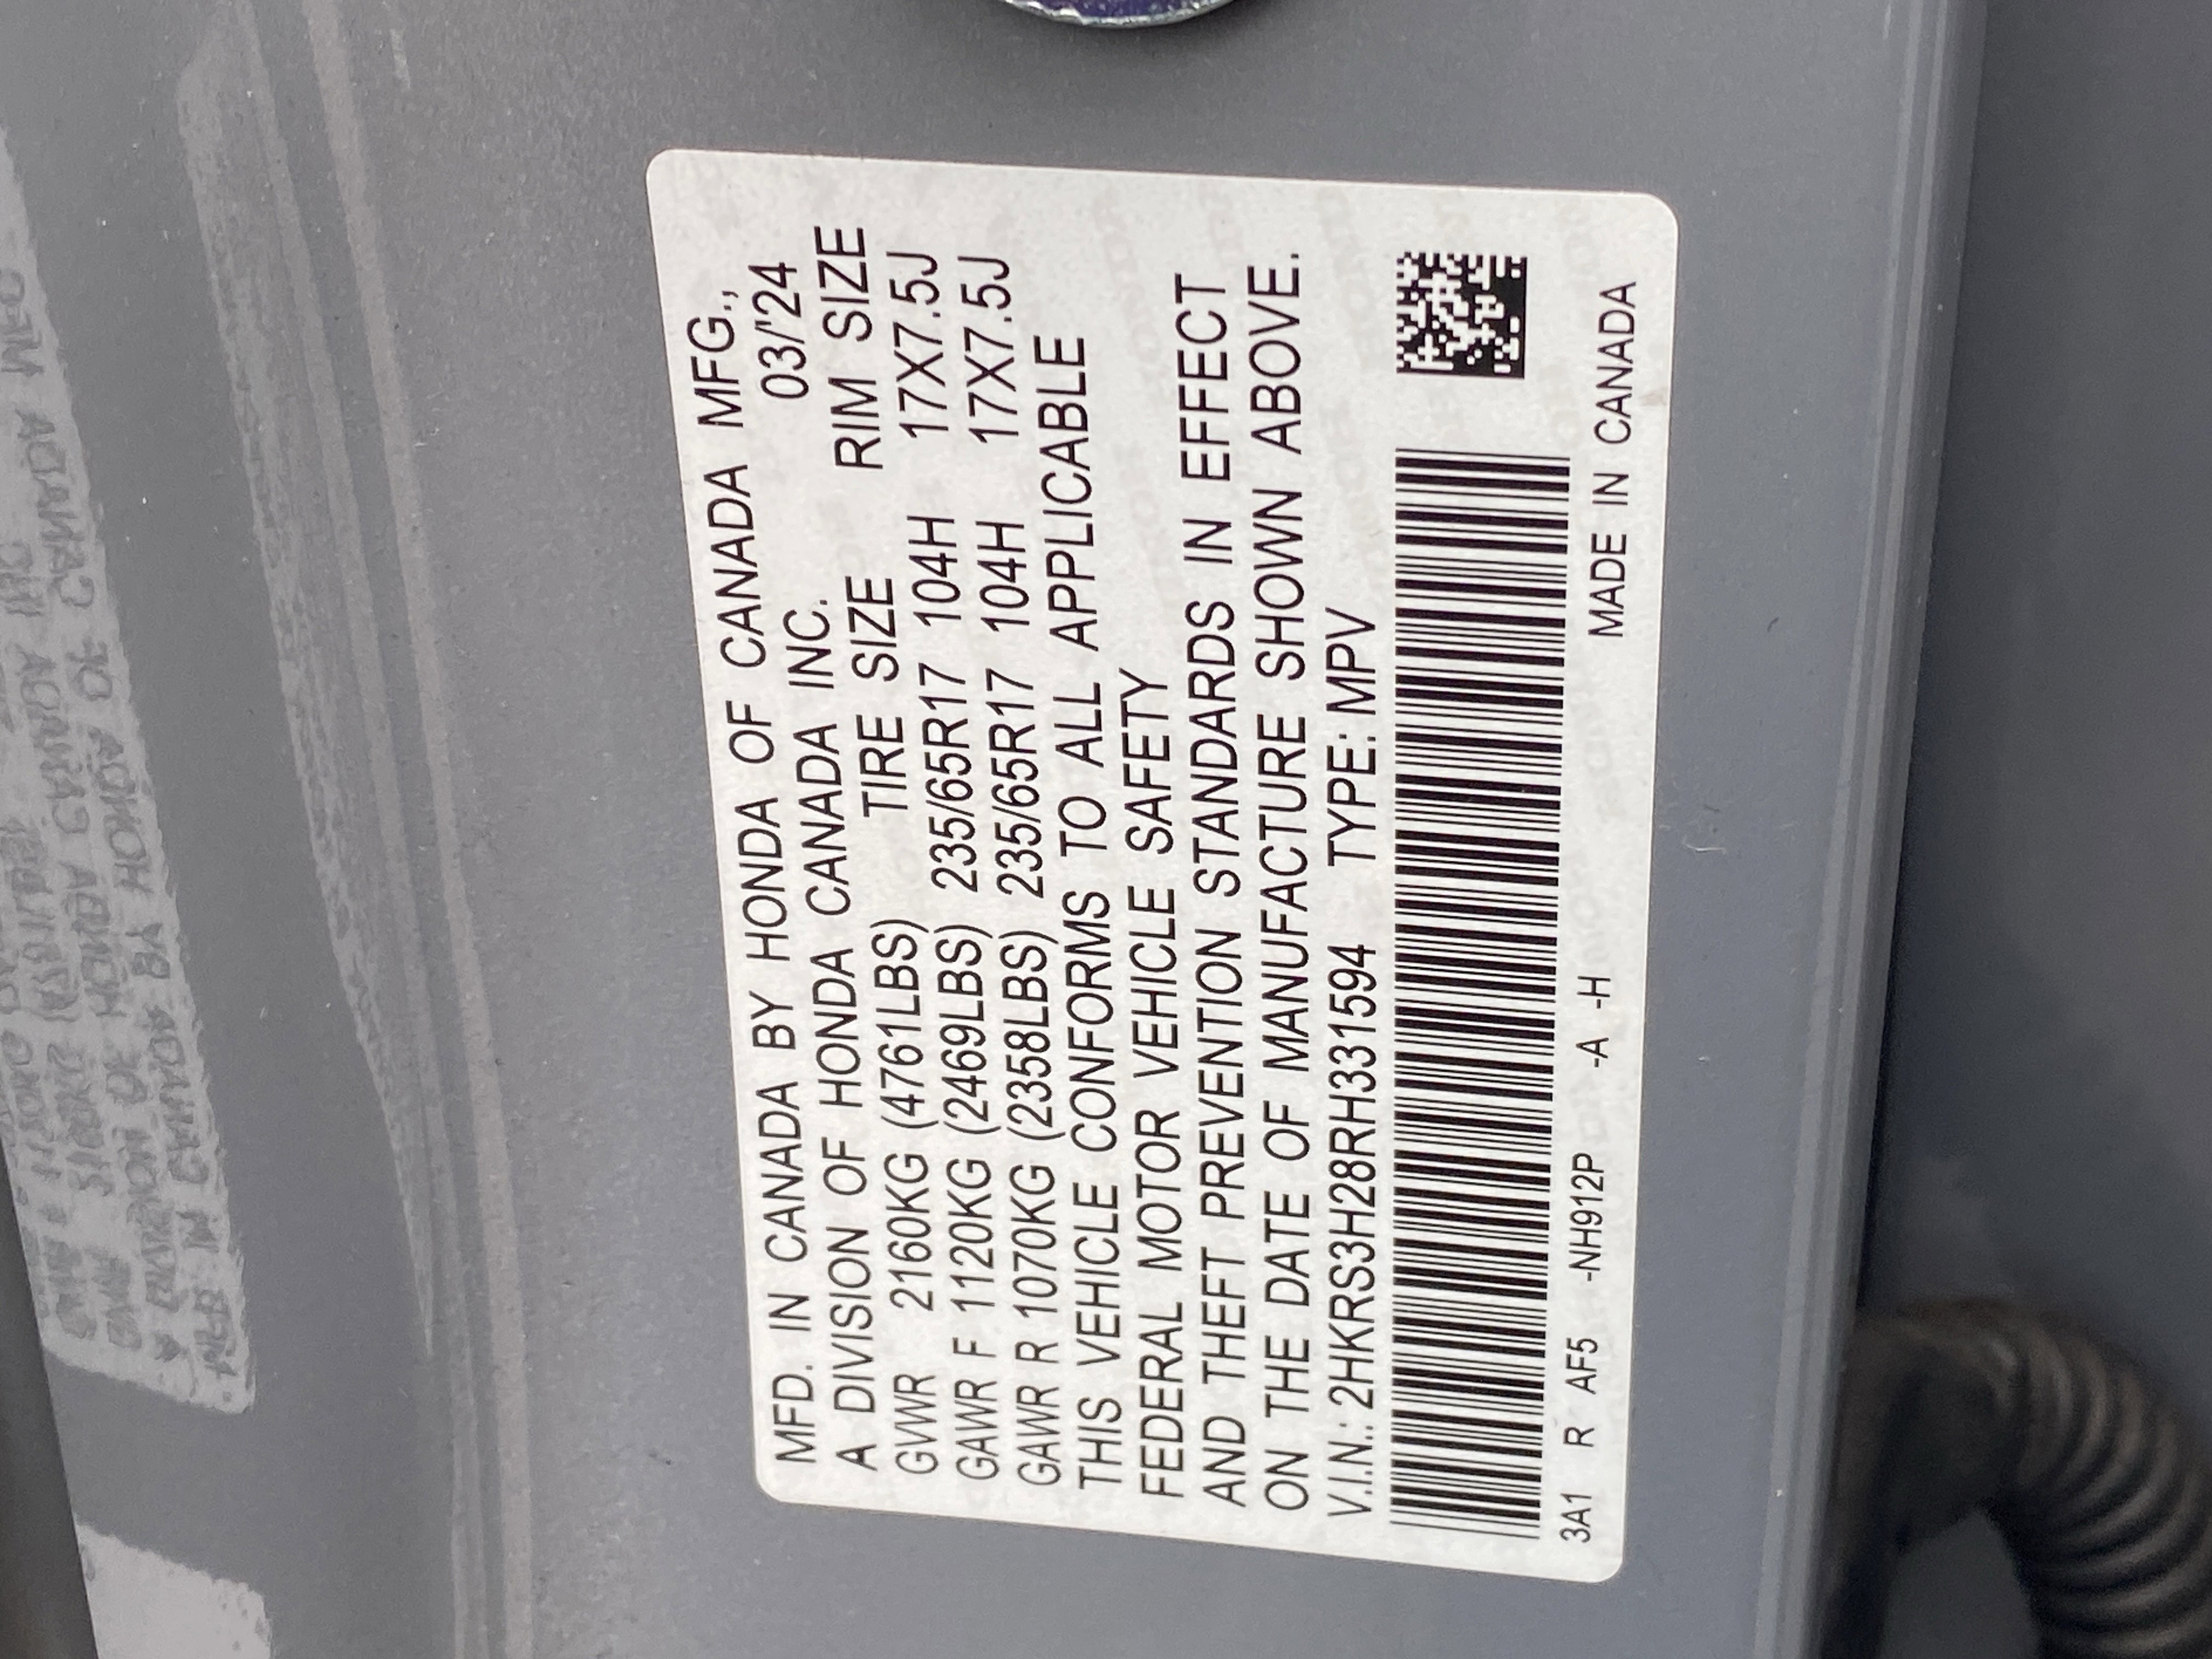 MFD. IN CANADA BY HONDA OF CANADA MFG.,
A DIVISION OF HONDA CANADA INC. 03/'24
TIRE SIZE RIM SIZE
GVWR 2160KG (4761LBS)
GAWR F 1120KG (2469LBS) 235/65R17 104H 17X7.5J
GAWR R 1070KG (2358LBS) 235/65R17 104H 17X7.5J
THIS VEHICLE CONFORMS TO ALL APPLICABLE
FEDERAL MOTOR VEHICLE SAFETY
AND THEFT PREVENTION STANDARDS IN EFFECT
ON THE DATE OF MANUFACTURE SHOWN ABOVE.
V.I.N.: 2HKRS3H28RH331594 TYPE: MPV
3A1 R AF5 -NH912P -A -H MADE IN CANADA